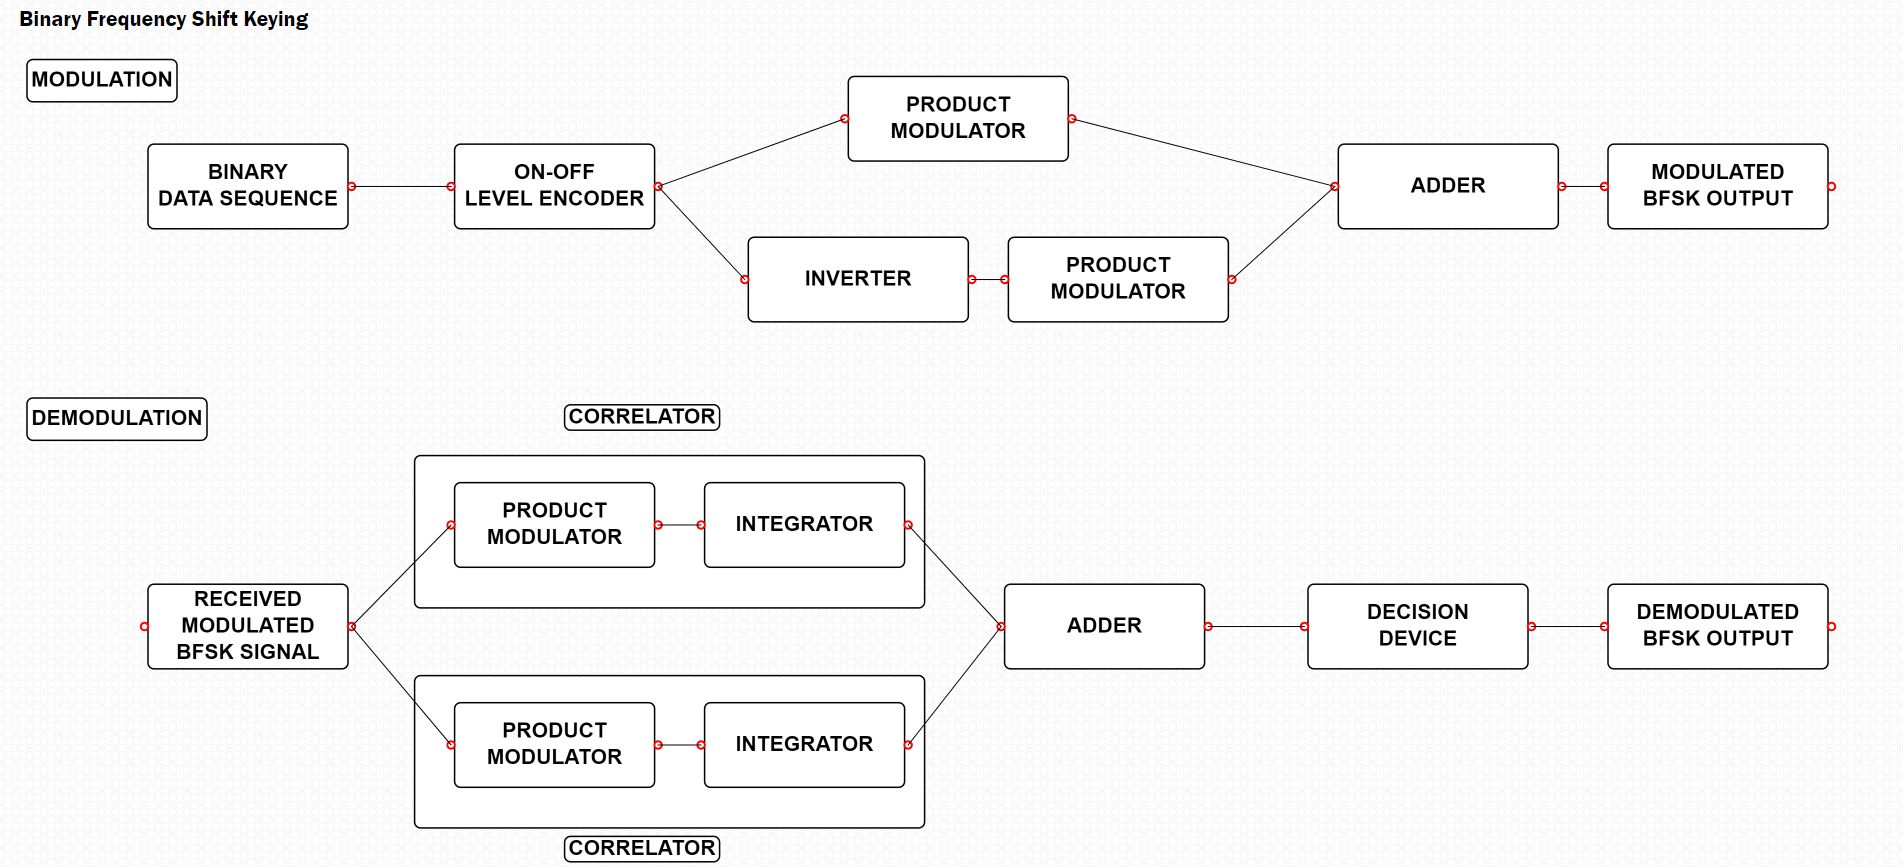 Binary Frequency Shift Keying
MODULATION
PRODUCT
MODULATOR
BINARY
DATA SEQUENCE
ON-OFF
LEVEL ENCODER
ADDER
MODULATED
BFSK OUTPUT
INVERTER
PRODUCT
MODULATOR
DEMODULATION
CORRELATOR
PRODUCT
MODULATOR
INTEGRATOR
RECEIVED
MODULATED
BFSK SIGNAL
ADDER
DECISION
DEVICE
DEMODULATED
BFSK OUTPUT
PRODUCT
MODULATOR
INTEGRATOR
CORRELATOR